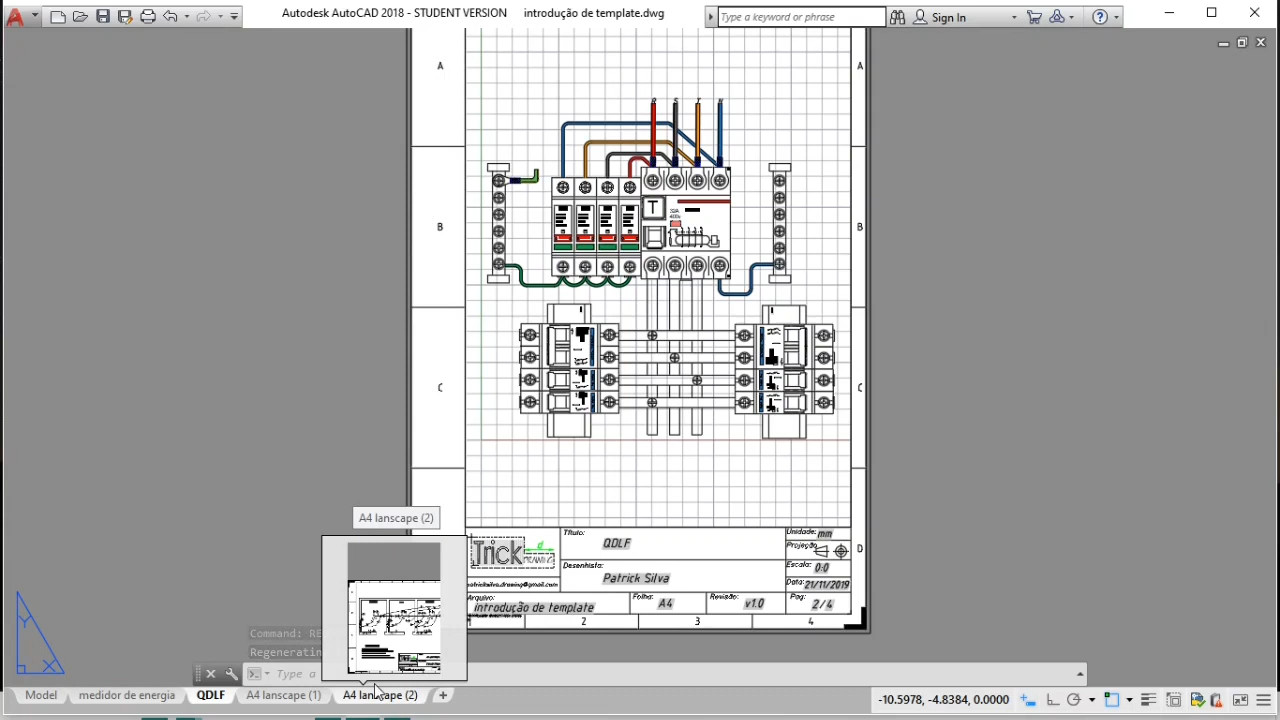 Autodesk AutoCAD 2018 - STUDENT VERSION introdução de template.dwg
Type a keyword or phrase
Sign In
A
A
R S T N
B
B
T
C
C
A4 lanscape (2)
Trick
d
Título:
QDLF
Unidade: mm
Projeção
D
Desenhista:
Patrick Silva
Escala: 0:0
Data: 21/11/2019
Arquivo:
introdução de template
Folha:
A4
Revisão:
v1.0
Pag:
2/4
2
3
4
Command: RE
Regenerating
Type a
Model
medidor de energia
QDLF
A4 lanscape (1)
A4 lanscape (2)
-10.5978, -4.8384, 0.0000